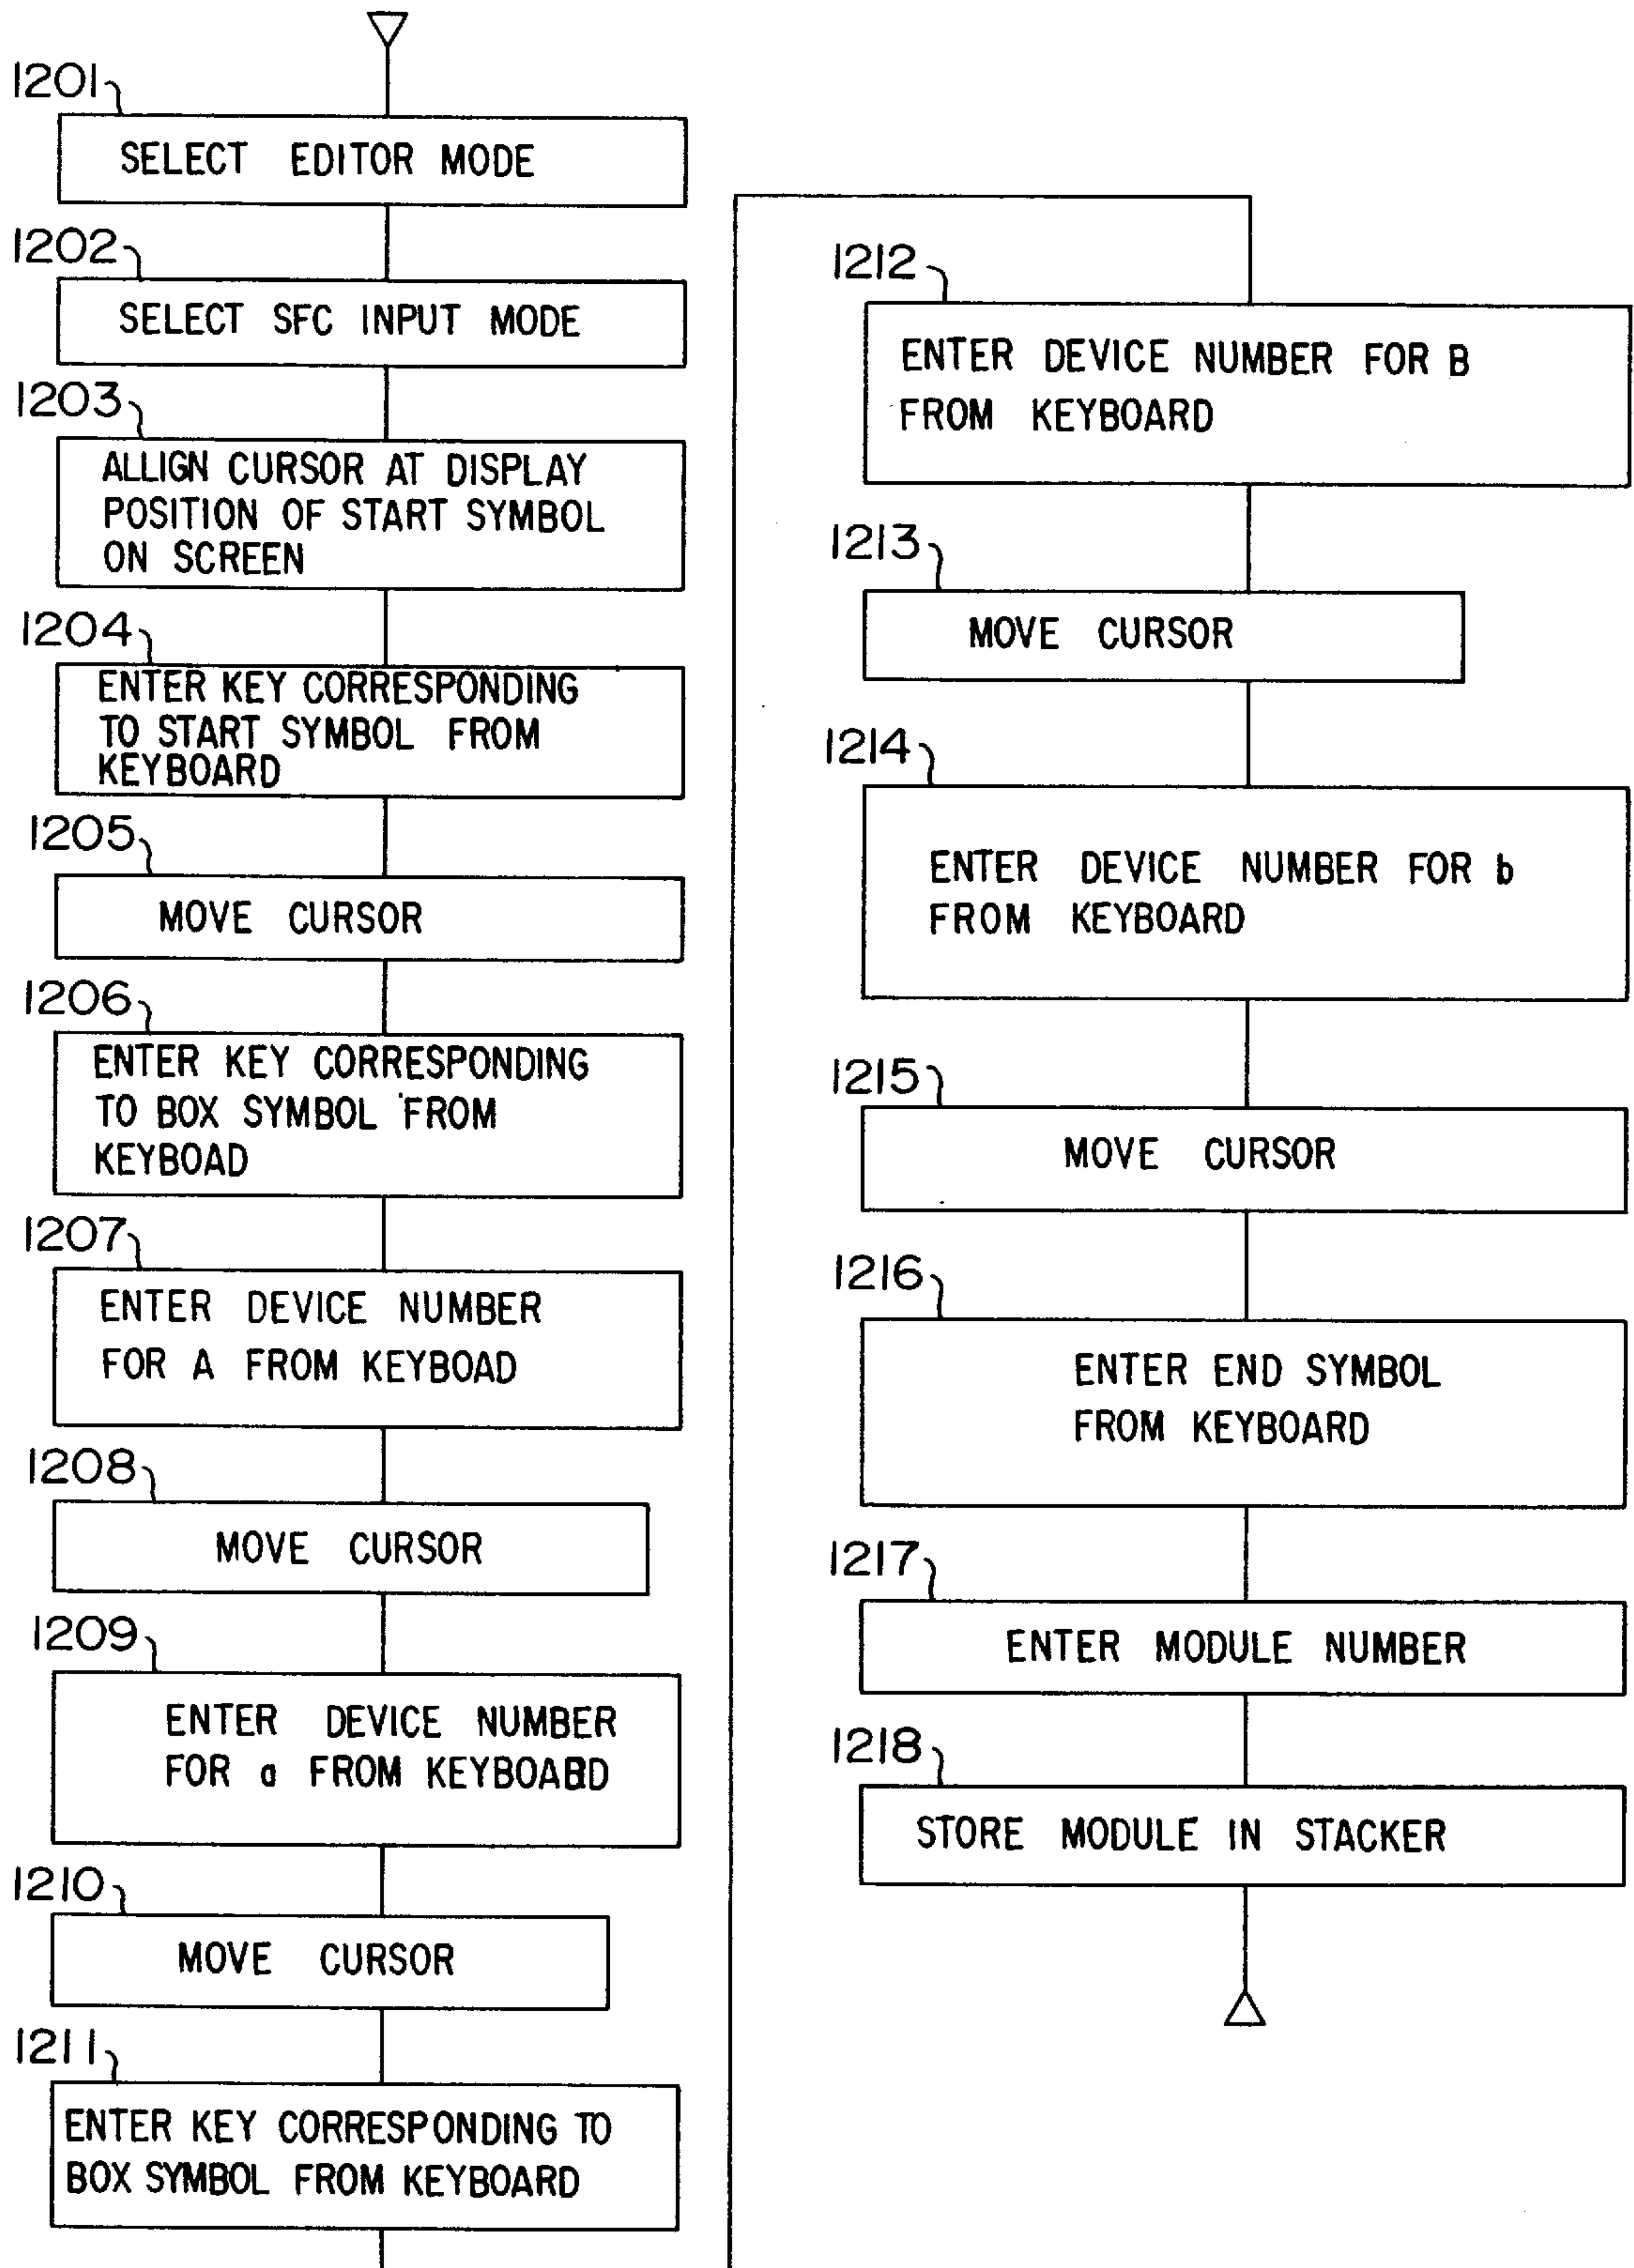 1201
SELECT EDITOR MODE
1202
SELECT SFC INPUT MODE
1203
ALLIGN CURSOR AT DISPLAY
POSITION OF START SYMBOL
ON SCREEN
1204
ENTER KEY CORRESPONDING
TO START SYMBOL FROM
KEYBOARD
1205
MOVE CURSOR
1206
ENTER KEY CORRESPONDING
TO BOX SYMBOL FROM
KEYBOAD
1207
ENTER DEVICE NUMBER
FOR A FROM KEYBOAD
1208
MOVE CURSOR
1209
ENTER DEVICE NUMBER
FOR a FROM KEYBOARD
1210
MOVE CURSOR
1211
ENTER KEY CORRESPONDING TO
BOX SYMBOL FROM KEYBOARD
1212
ENTER DEVICE NUMBER FOR B
FROM KEYBOARD
1213
MOVE CURSOR
1214
ENTER DEVICE NUMBER FOR b
FROM KEYBOARD
1215
MOVE CURSOR
1216
ENTER END SYMBOL
FROM KEYBOARD
1217
ENTER MODULE NUMBER
1218
STORE MODULE IN STACKER